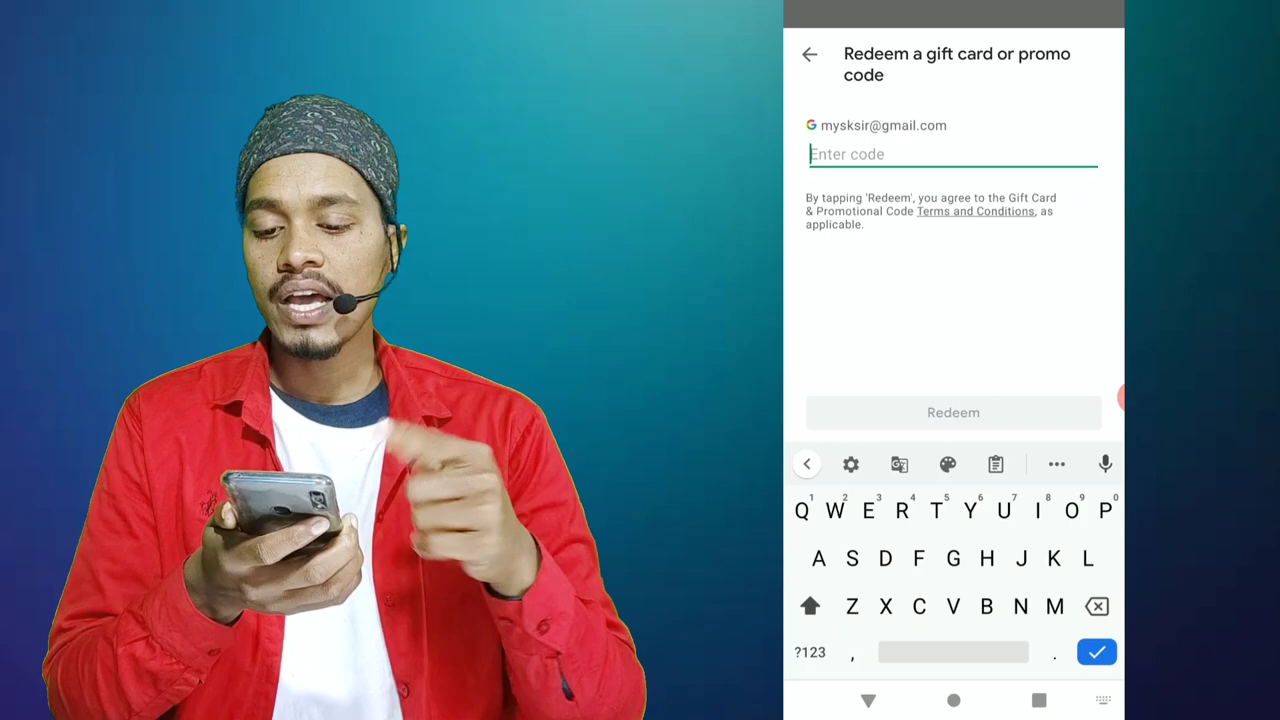 Redeem a gift card or promo
code
mysksir@gmail.com
Enter code
By tapping 'Redeem', you agree to the Gift Card
& Promotional Code Terms and Conditions, as
applicable.
Redeem
1 2 3 4 5 6 7 8 9 0
Q W E R T Y U I O P
A S D F G H J K L
Z X C V B N M
?123 , .